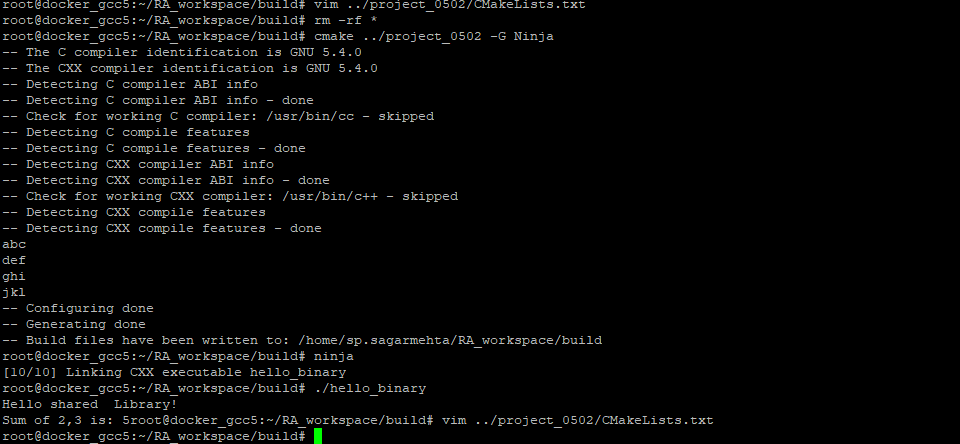 root@docker_gcc5:~/RA_workspace/build# vim ../project_0502/CMakeLists.txt
root@docker_gcc5:~/RA_workspace/build# rm -rf *
root@docker_gcc5:~/RA_workspace/build# cmake ../project_0502 -G Ninja
-- The C compiler identification is GNU 5.4.0
-- The CXX compiler identification is GNU 5.4.0
-- Detecting C compiler ABI info
-- Detecting C compiler ABI info - done
-- Check for working C compiler: /usr/bin/cc - skipped
-- Detecting C compile features
-- Detecting C compile features - done
-- Detecting CXX compiler ABI info
-- Detecting CXX compiler ABI info - done
-- Check for working CXX compiler: /usr/bin/c++ - skipped
-- Detecting CXX compile features
-- Detecting CXX compile features - done
abc
def
ghi
jkl
-- Configuring done
-- Generating done
-- Build files have been written to: /home/sp.sagarmehta/RA_workspace/build
root@docker_gcc5:~/RA_workspace/build# ninja
[10/10] Linking CXX executable hello_binary
root@docker_gcc5:~/RA_workspace/build# ./hello_binary
Hello shared  Library!
Sum of 2,3 is: 5root@docker_gcc5:~/RA_workspace/build# vim ../project_0502/CMakeLists.txt
root@docker_gcc5:~/RA_workspace/build#